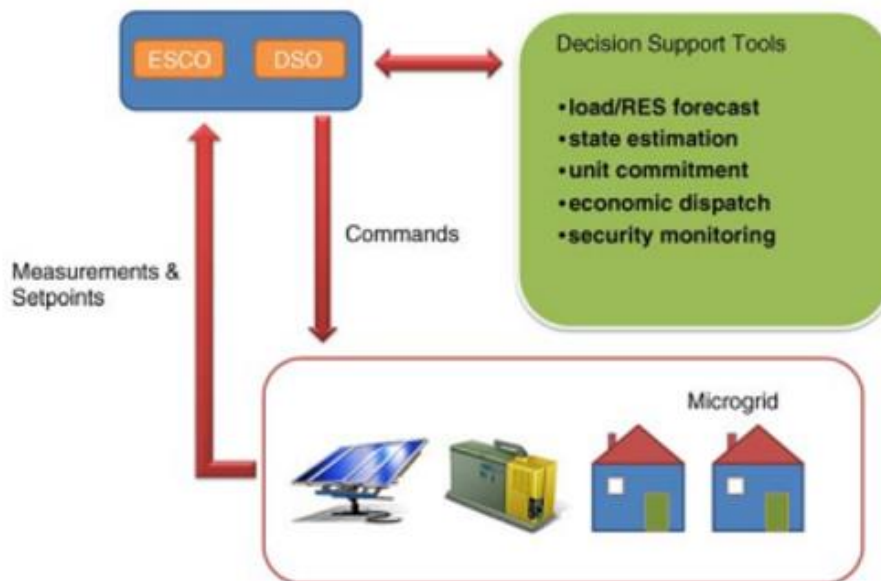 ESCO DSO
Decision Support Tools
•load/RES forecast
•state estimation
•unit commitment
•economic dispatch
•security monitoring
Commands
Measurements &
Setpoints
Microgrid